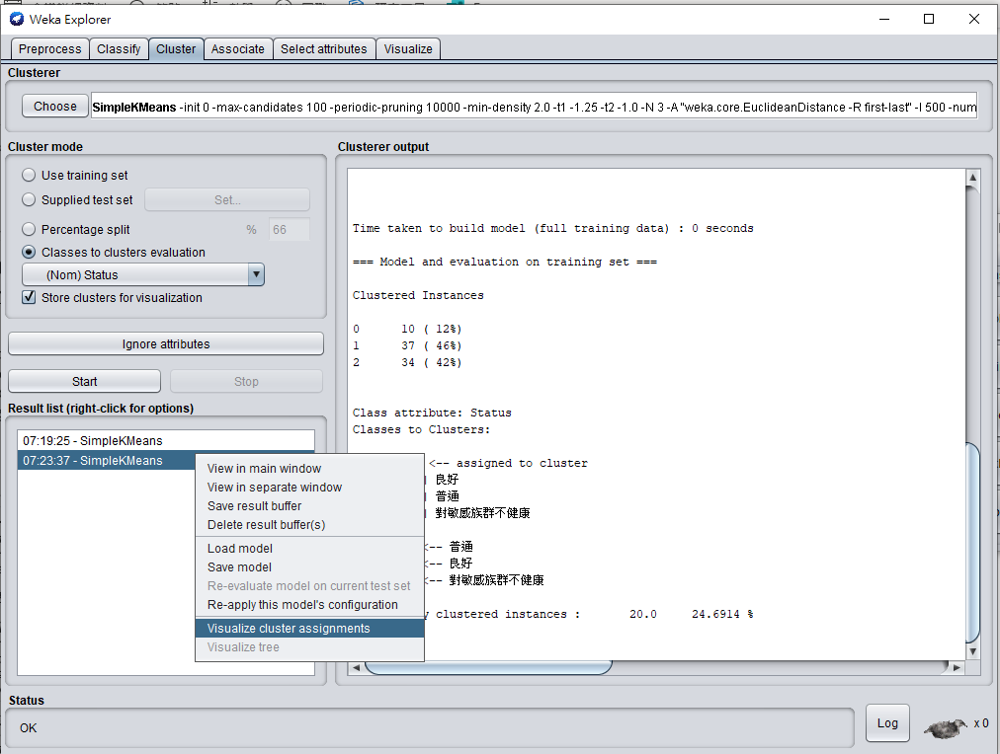 Weka Explorer
Preprocess Classify Cluster Associate Select attributes Visualize
Clusterer
Choose SimpleKMeans -init 0 -max-candidates 100 -periodic-pruning 10000 -min-density 2.0 -t1 -1.25 -t2 -1.0 -N 3 -A "weka.core.EuclideanDistance -R first-last" -I 500 -num
Cluster mode
Use training set
Supplied test set Set...
Percentage split % 66
Classes to clusters evaluation
(Nom) Status
Store clusters for visualization
Ignore attributes
Start Stop
Result list (right-click for options)
07:19:25 - SimpleKMeans
07:23:37 - SimpleKMeans
View in main window
View in separate window
Save result buffer
Delete result buffer(s)
Load model
Save model
Re-evaluate model on current test set
Re-apply this model's configuration
Visualize cluster assignments
Visualize tree
Clusterer output
Time taken to build model (full training data) : 0 seconds
=== Model and evaluation on training set ===
Clustered Instances
0 10 ( 12%)
1 37 ( 46%)
2 34 ( 42%)
Class attribute: Status
Classes to Clusters:
<-- assigned to cluster
| 良好
| 普通
| 對敏感族群不健康
<-- 普通
<-- 良好
<-- 對敏感族群不健康
y clustered instances : 20.0 24.6914 %
Status
OK
Log x 0